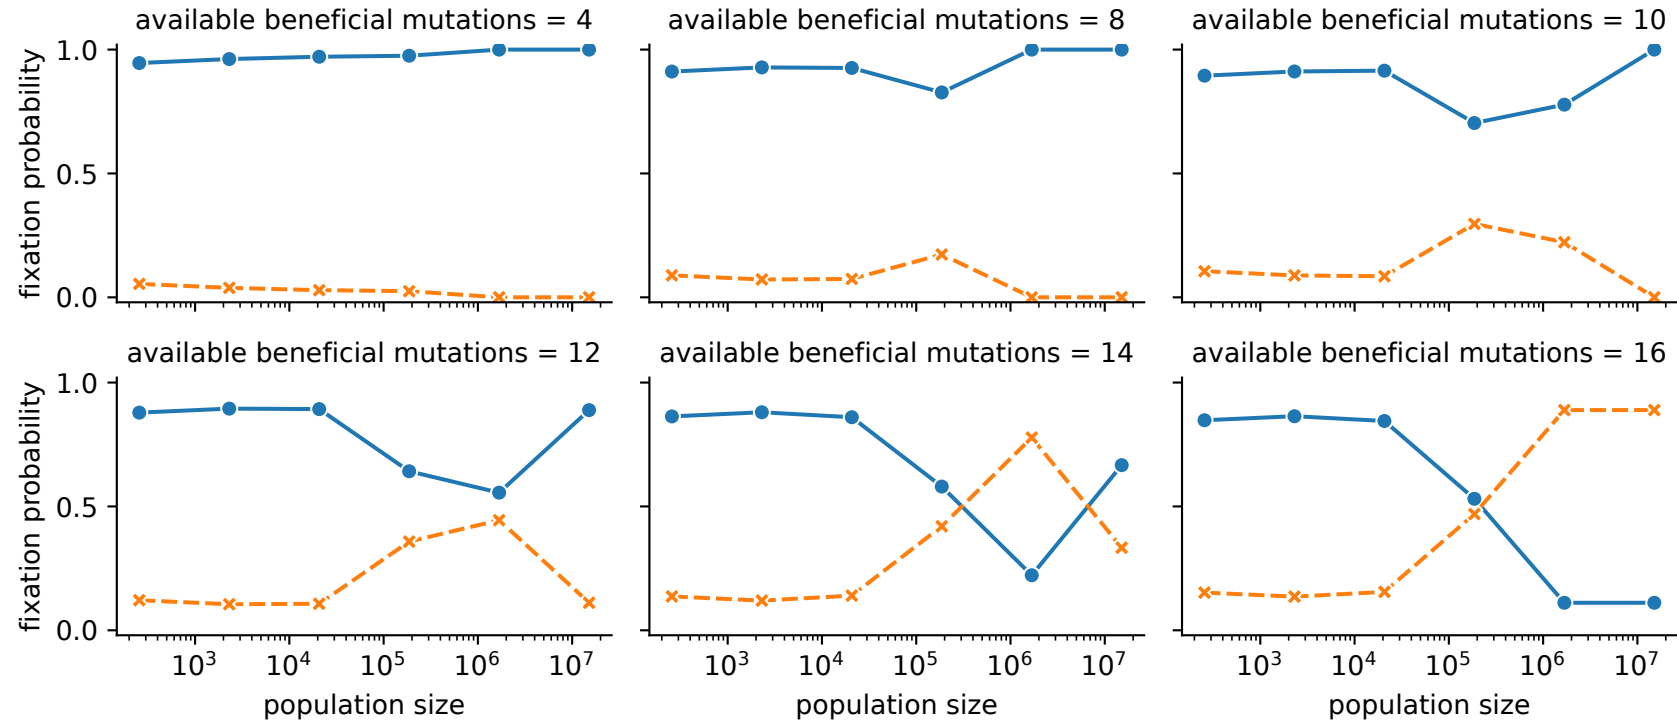 available beneficial mutations = 4
available beneficial mutations = 8
available beneficial mutations = 10
fixation probability
1.0
0.5
0.0
available beneficial mutations = 12
available beneficial mutations = 14
available beneficial mutations = 16
fixation probability
1.0
0.5
0.0
10³ 10⁴ 10⁵ 10⁶ 10⁷
10³ 10⁴ 10⁵ 10⁶ 10⁷
10³ 10⁴ 10⁵ 10⁶ 10⁷
population size
population size
population size